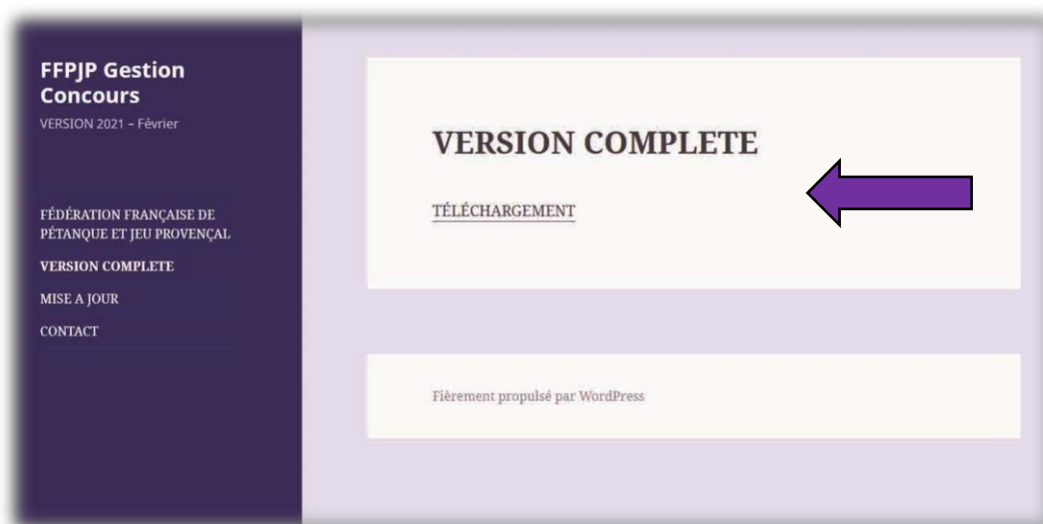 FFPJP Gestion
Concours
VERSION 2021 – Février
FÉDÉRATION FRANÇAISE DE
PÉTANQUE ET JEU PROVENÇAL
VERSION COMPLETE
MISE A JOUR
CONTACT
VERSION COMPLETE
TÉLÉCHARGEMENT
Fièrement propulsé par WordPress